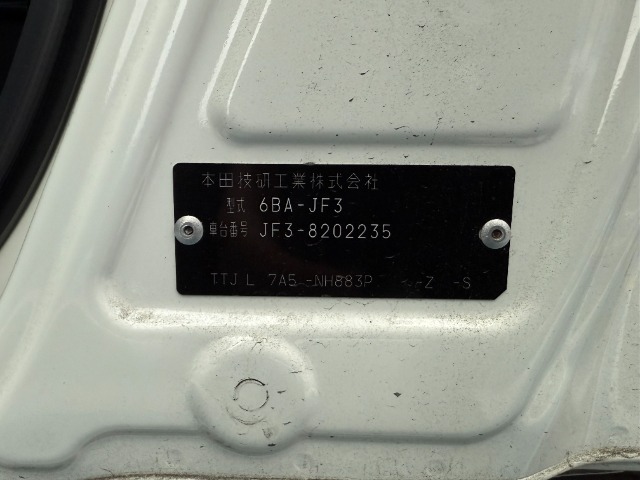 本田技研工業株式会社
型式 6BA-JF3
車台番号 JF3-8202235
TTJL 7A5-NH883P -Z -S